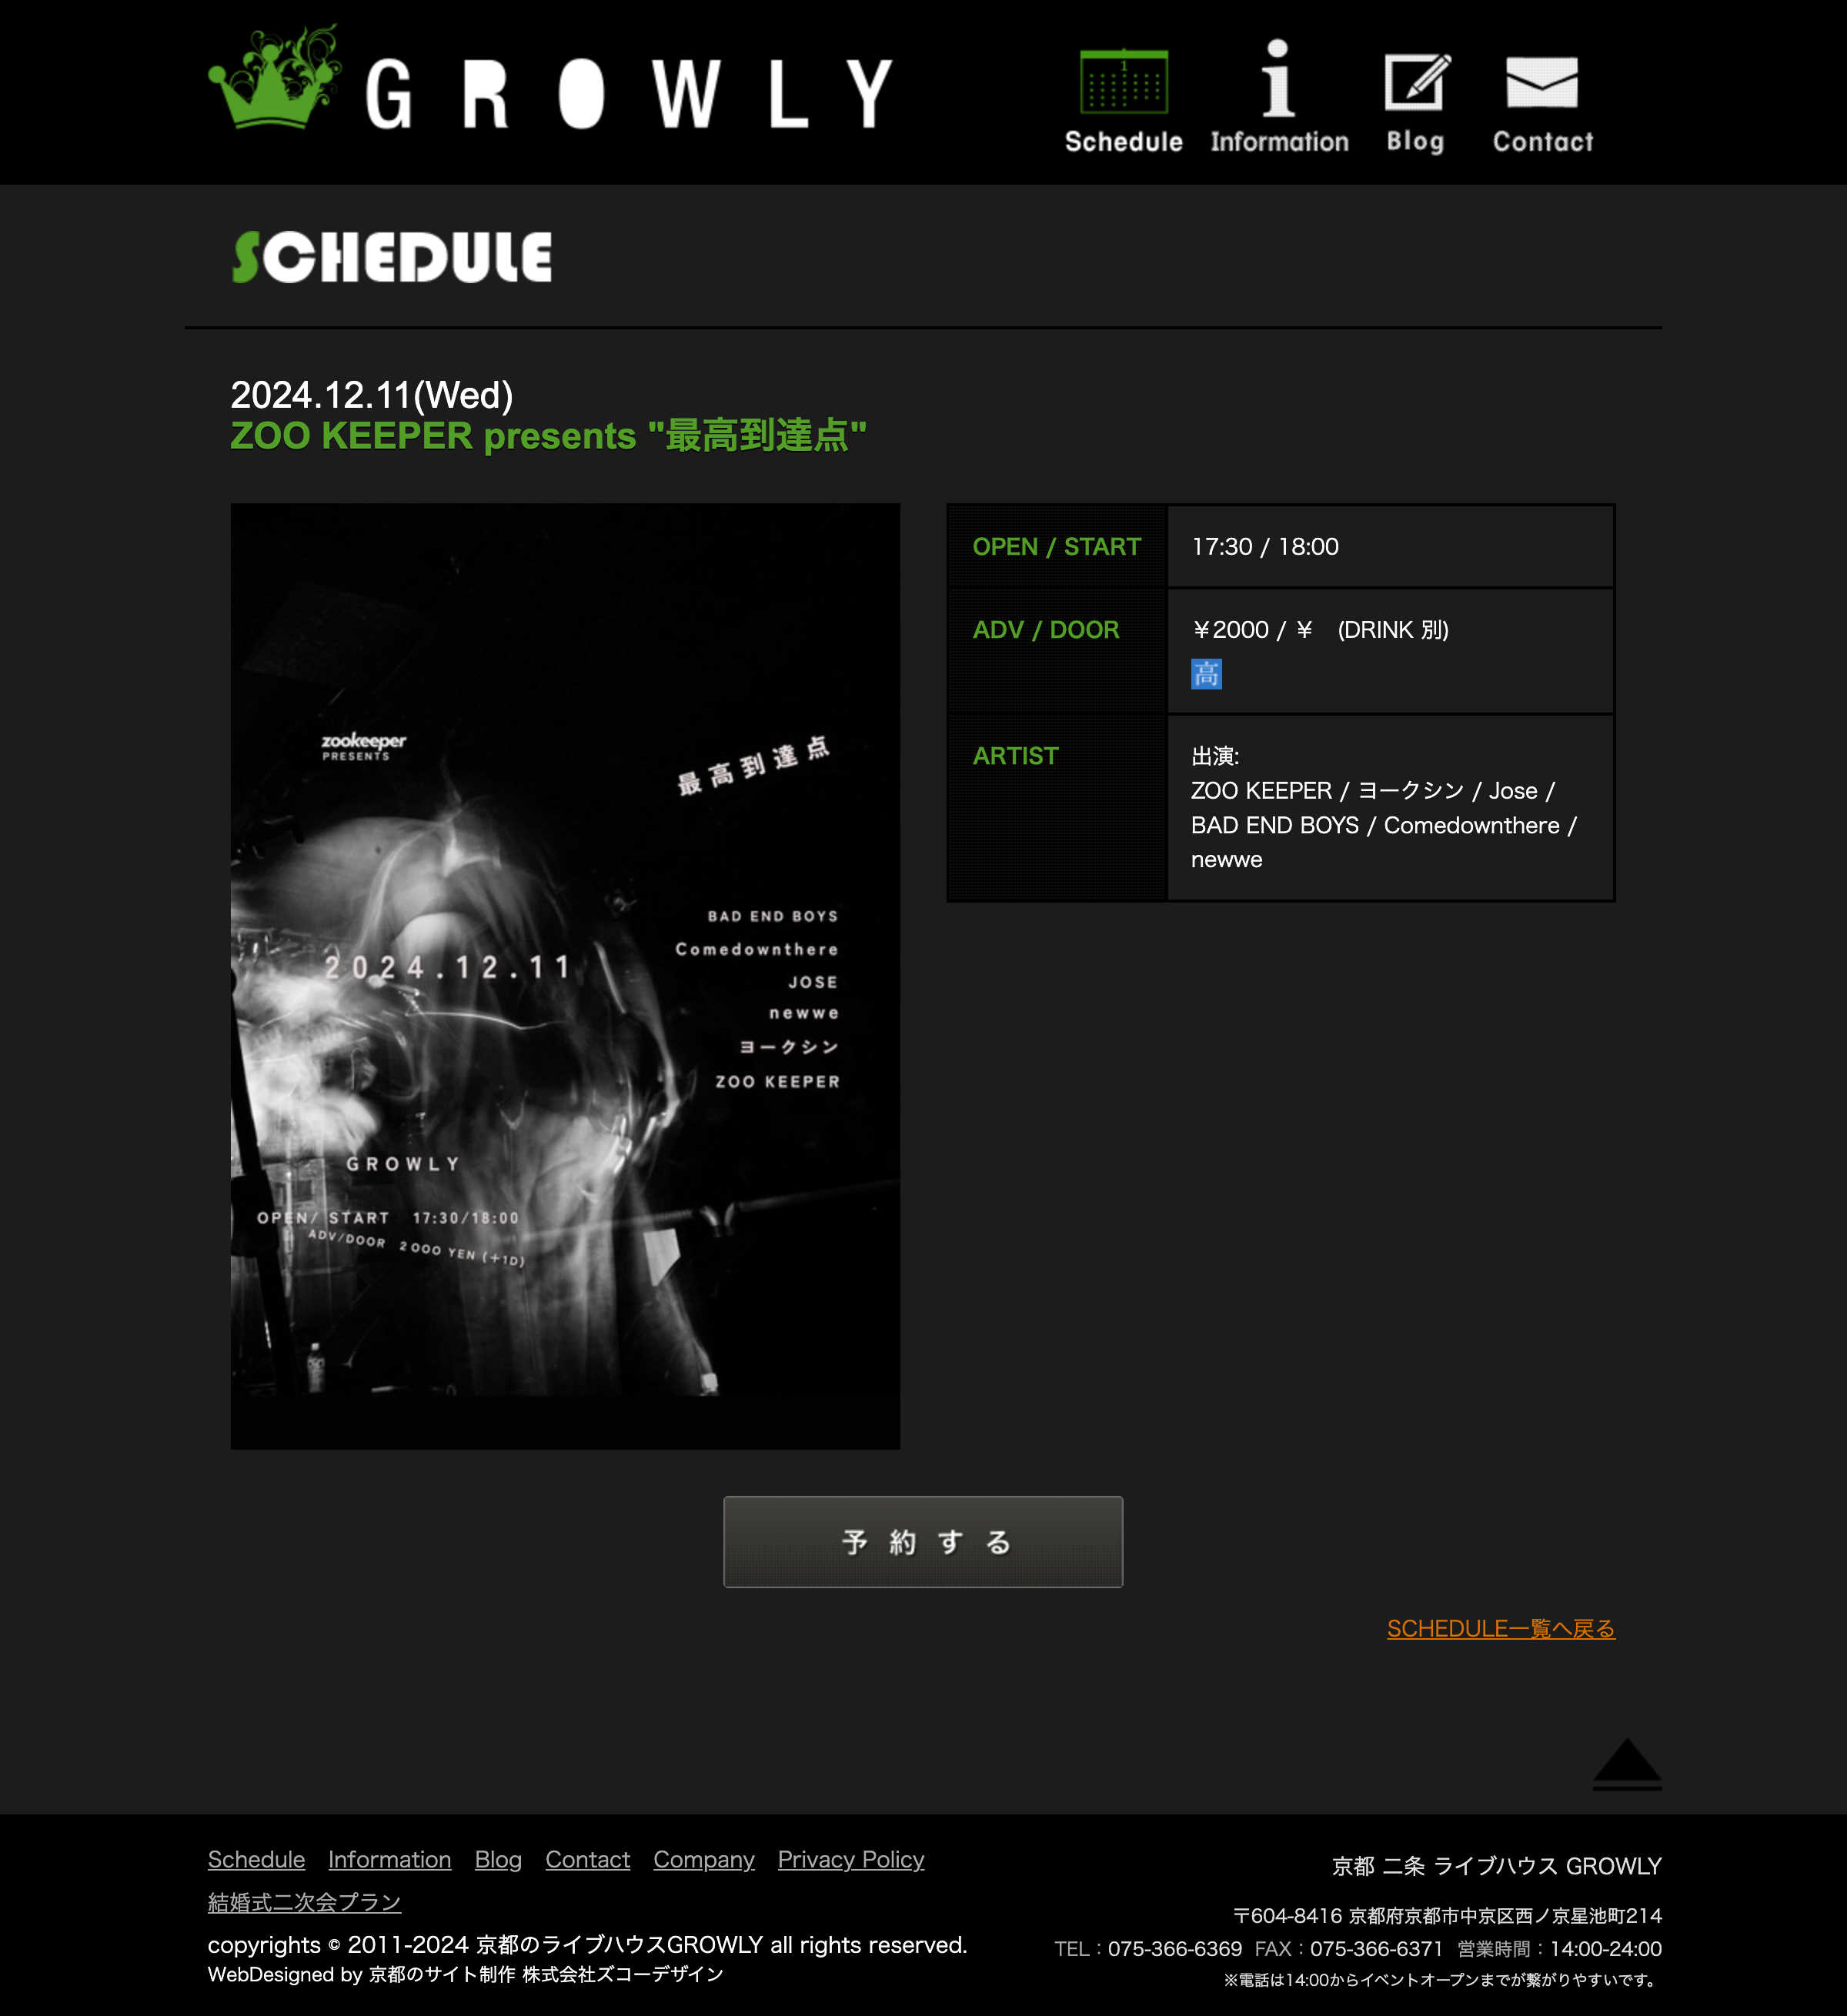 GROWLY
Schedule
Information
Blog
Contact
SCHEDULE
2024.12.11(Wed)
ZOO KEEPER presents "最高到達点"
zookeeper
PRESENTS
最高到達点
BAD END BOYS
Comedownthere
2024.12.11
JOSE
newwe
ヨークシン
ZOO KEEPER
GROWLY
OPEN/ START 17:30/18:00
ADV/DOOR 2000 YEN (+1D)
OPEN / START
17:30 / 18:00
ADV / DOOR
￥2000 / ￥　(DRINK 別)
高
ARTIST
出演:
ZOO KEEPER / ヨークシン / Jose /
BAD END BOYS / Comedownthere /
newwe
予約する
SCHEDULE一覧へ戻る
Schedule Information Blog Contact Company Privacy Policy
結婚式二次会プラン
copyrights © 2011-2024 京都のライブハウスGROWLY all rights reserved.
WebDesigned by 京都のサイト制作 株式会社ズコーデザイン
京都 二条 ライブハウス GROWLY
〒604-8416 京都府京都市中京区西ノ京星池町214
TEL：075-366-6369 FAX：075-366-6371 営業時間：14:00-24:00
※電話は14:00からイベントオープンまでが繋がりやすいです。